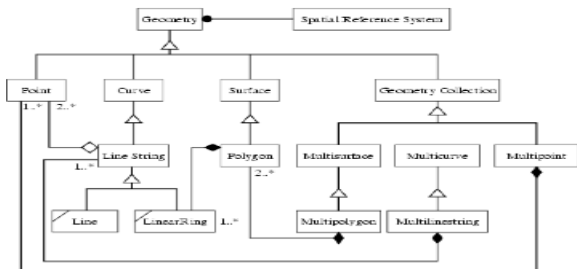 Geometry
Spatial Reference System
Point
Curve
Surface
Geometry Collection
1..*
2..*
Line String
Polygon
Multisurface
Multicurve
Multipoint
1..*
2..*
Line
LinearRing
1..*
Multipolygon
Multilinestring